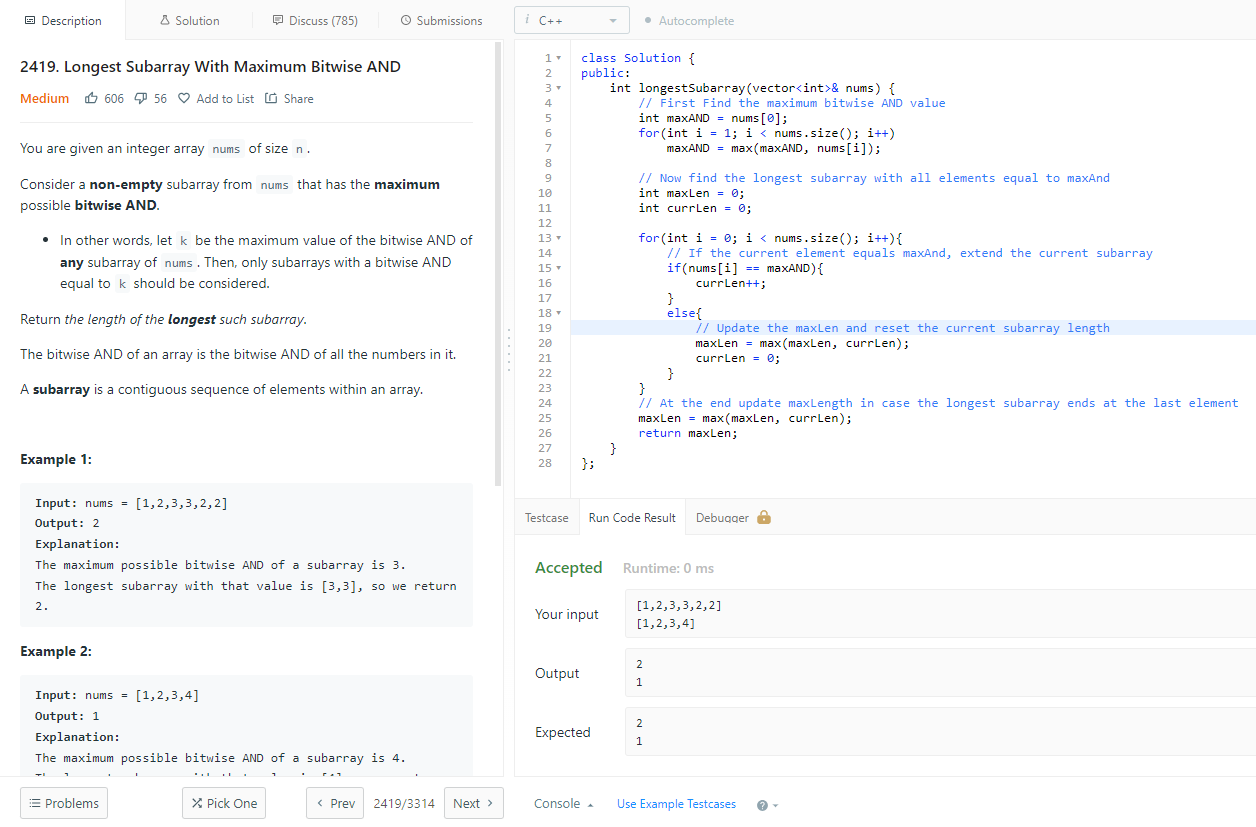 Description Solution Discuss (785) Submissions
2419. Longest Subarray With Maximum Bitwise AND
Medium 606 56 Add to List Share
You are given an integer array nums of size n.
Consider a non-empty subarray from nums that has the maximum
possible bitwise AND.
• In other words, let k be the maximum value of the bitwise AND of
any subarray of nums. Then, only subarrays with a bitwise AND
equal to k should be considered.
Return the length of the longest such subarray.
The bitwise AND of an array is the bitwise AND of all the numbers in it.
A subarray is a contiguous sequence of elements within an array.
Example 1:
Input: nums = [1,2,3,3,2,2]
Output: 2
Explanation:
The maximum possible bitwise AND of a subarray is 3.
The longest subarray with that value is [3,3], so we return
2.
Example 2:
Input: nums = [1,2,3,4]
Output: 1
Explanation:
The maximum possible bitwise AND of a subarray is 4.
Problems Pick One Prev 2419/3314 Next
i C++ Autocomplete
1 class Solution {
2 public:
3     int longestSubarray(vector<int>& nums) {
4         // First Find the maximum bitwise AND value
5         int maxAND = nums[0];
6         for(int i = 1; i < nums.size(); i++)
7             maxAND = max(maxAND, nums[i]);
8
9         // Now find the longest subarray with all elements equal to maxAnd
10         int maxLen = 0;
11         int currLen = 0;
12
13         for(int i = 0; i < nums.size(); i++){
14             // If the current element equals maxAnd, extend the current subarray
15             if(nums[i] == maxAND){
16                 currLen++;
17             }
18             else{
19                 // Update the maxLen and reset the current subarray length
20                 maxLen = max(maxLen, currLen);
21                 currLen = 0;
22             }
23         }
24         // At the end update maxLength in case the longest subarray ends at the last element
25         maxLen = max(maxLen, currLen);
26         return maxLen;
27     }
28 };
Testcase Run Code Result Debugger
Accepted Runtime: 0 ms
Your input
[1,2,3,3,2,2]
[1,2,3,4]
Output
2
1
Expected
2
1
Console Use Example Testcases ?